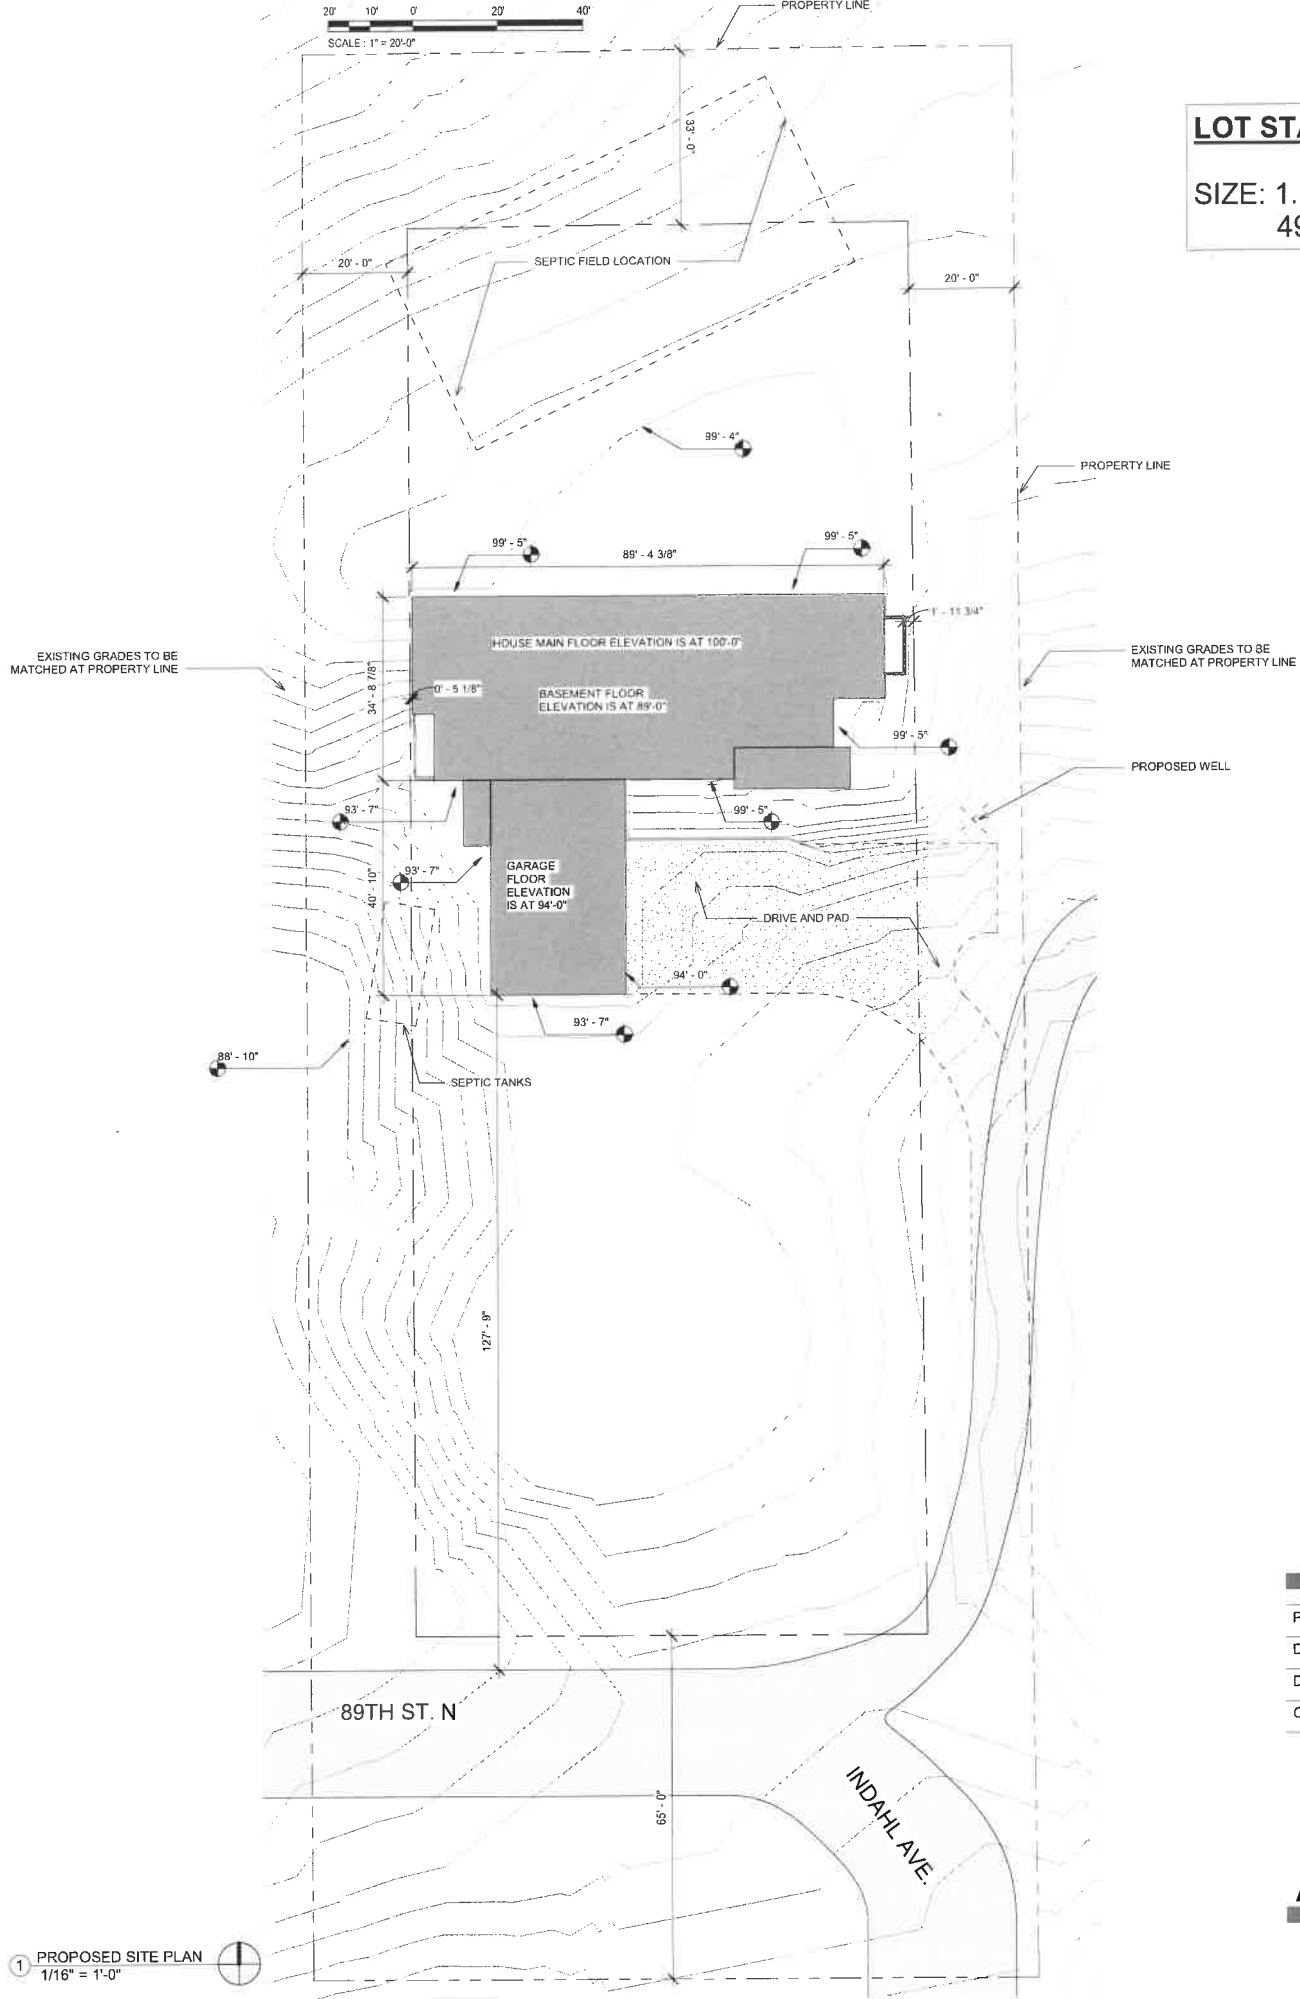 20' 10' 0' 20' 40'
SCALE : 1" = 20'-0"
PROPERTY LINE
33' - 0"
LOT STA
SIZE: 1.
49
20' - 0"
SEPTIC FIELD LOCATION
20' - 0"
99' - 4"
PROPERTY LINE
99' - 5"
89' - 4 3/8"
99' - 5"
1' - 11 3/4"
HOUSE MAIN FLOOR ELEVATION IS AT 100'-0"
EXISTING GRADES TO BE
MATCHED AT PROPERTY LINE
EXISTING GRADES TO BE
MATCHED AT PROPERTY LINE
34' - 8 7/8"
0' - 5 1/8"
BASEMENT FLOOR
ELEVATION IS AT 89'-0"
99' - 5"
PROPOSED WELL
93' - 7"
99' - 5"
93' - 7"
40' - 10"
GARAGE
FLOOR
ELEVATION
IS AT 94'-0"
DRIVE AND PAD
94' - 0"
93' - 7"
88' - 10"
SEPTIC TANKS
127' - 9"
89TH ST. N
65' - 0"
INDAHL AVE.
1 PROPOSED SITE PLAN
1/16" = 1'-0"